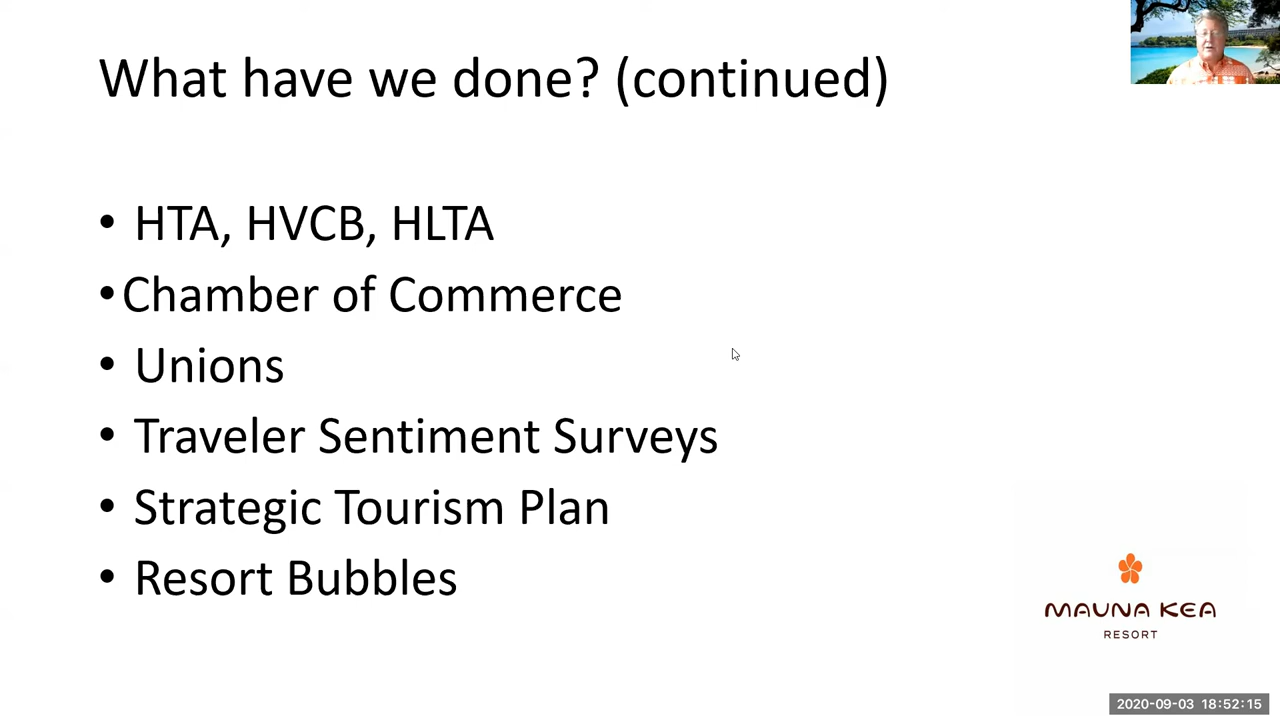 What have we done? (continued)
• HTA, HVCB, HLTA
• Chamber of Commerce
• Unions
• Traveler Sentiment Surveys
• Strategic Tourism Plan
• Resort Bubbles
MAUNA KEA
RESORT
2020-09-03 18:52:15